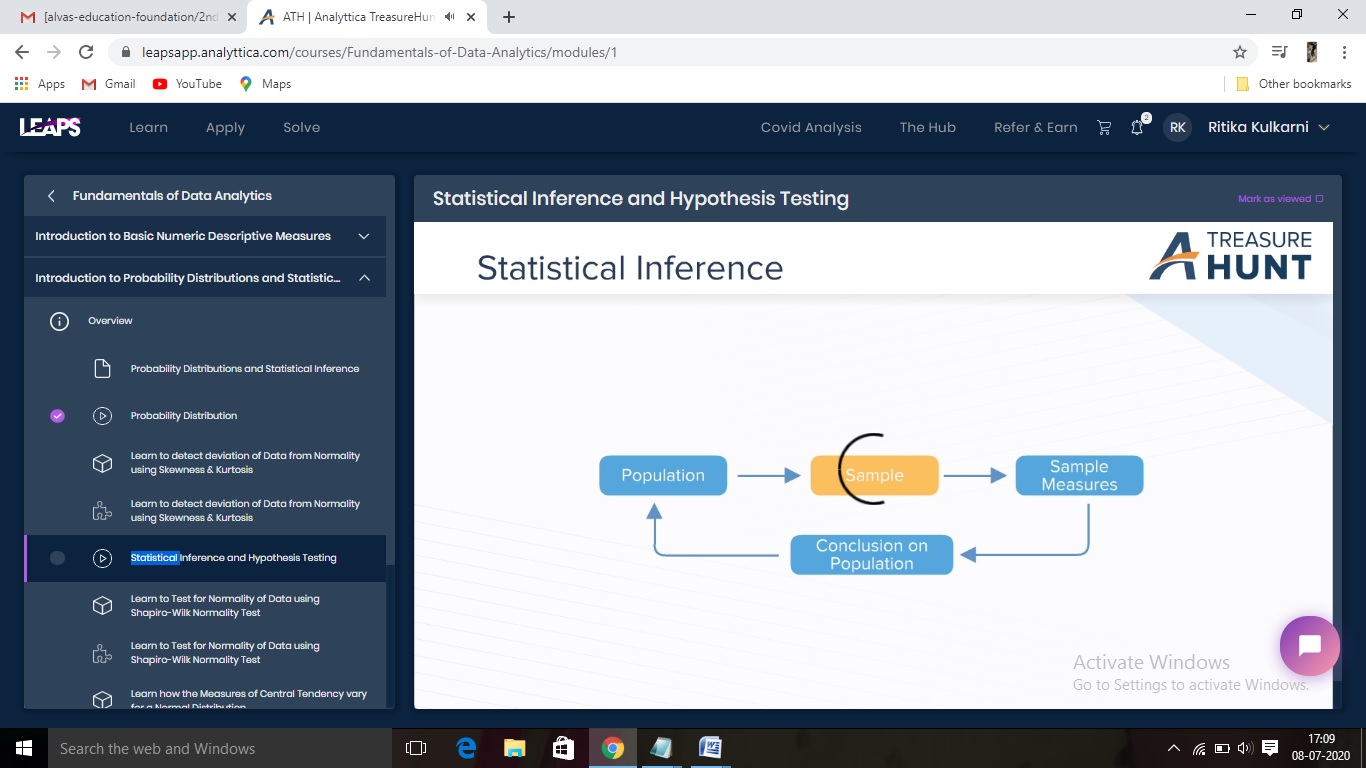 [alvas-education-foundation/2nd
ATH | Analyttica TreasureHun
leapsapp.analyttica.com/courses/Fundamentals-of-Data-Analytics/modules/1
Apps Gmail YouTube Maps Other bookmarks
LEAPS Learn Apply Solve Covid Analysis The Hub Refer & Earn 2 RK Ritika Kulkarni
Fundamentals of Data Analytics
Introduction to Basic Numeric Descriptive Measures
Introduction to Probability Distributions and Statistic...
Overview
Probability Distributions and Statistical Inference
Probability Distribution
Learn to detect deviation of Data from Normality
using Skewness & Kurtosis
Learn to detect deviation of Data from Normality
using Skewness & Kurtosis
Statistical Inference and Hypothesis Testing
Learn to Test for Normality of Data using
Shapiro-Wilk Normality Test
Learn to Test for Normality of Data using
Shapiro-Wilk Normality Test
Learn how the Measures of Central Tendency vary
for a Normal Distribution
Statistical Inference and Hypothesis Testing
Mark as viewed
Statistical Inference
TREASURE
HUNT
Population
Sample
Sample
Measures
Conclusion on
Population
Activate Windows
Go to Settings to activate Windows.
Search the web and Windows
17:09
08-07-2020